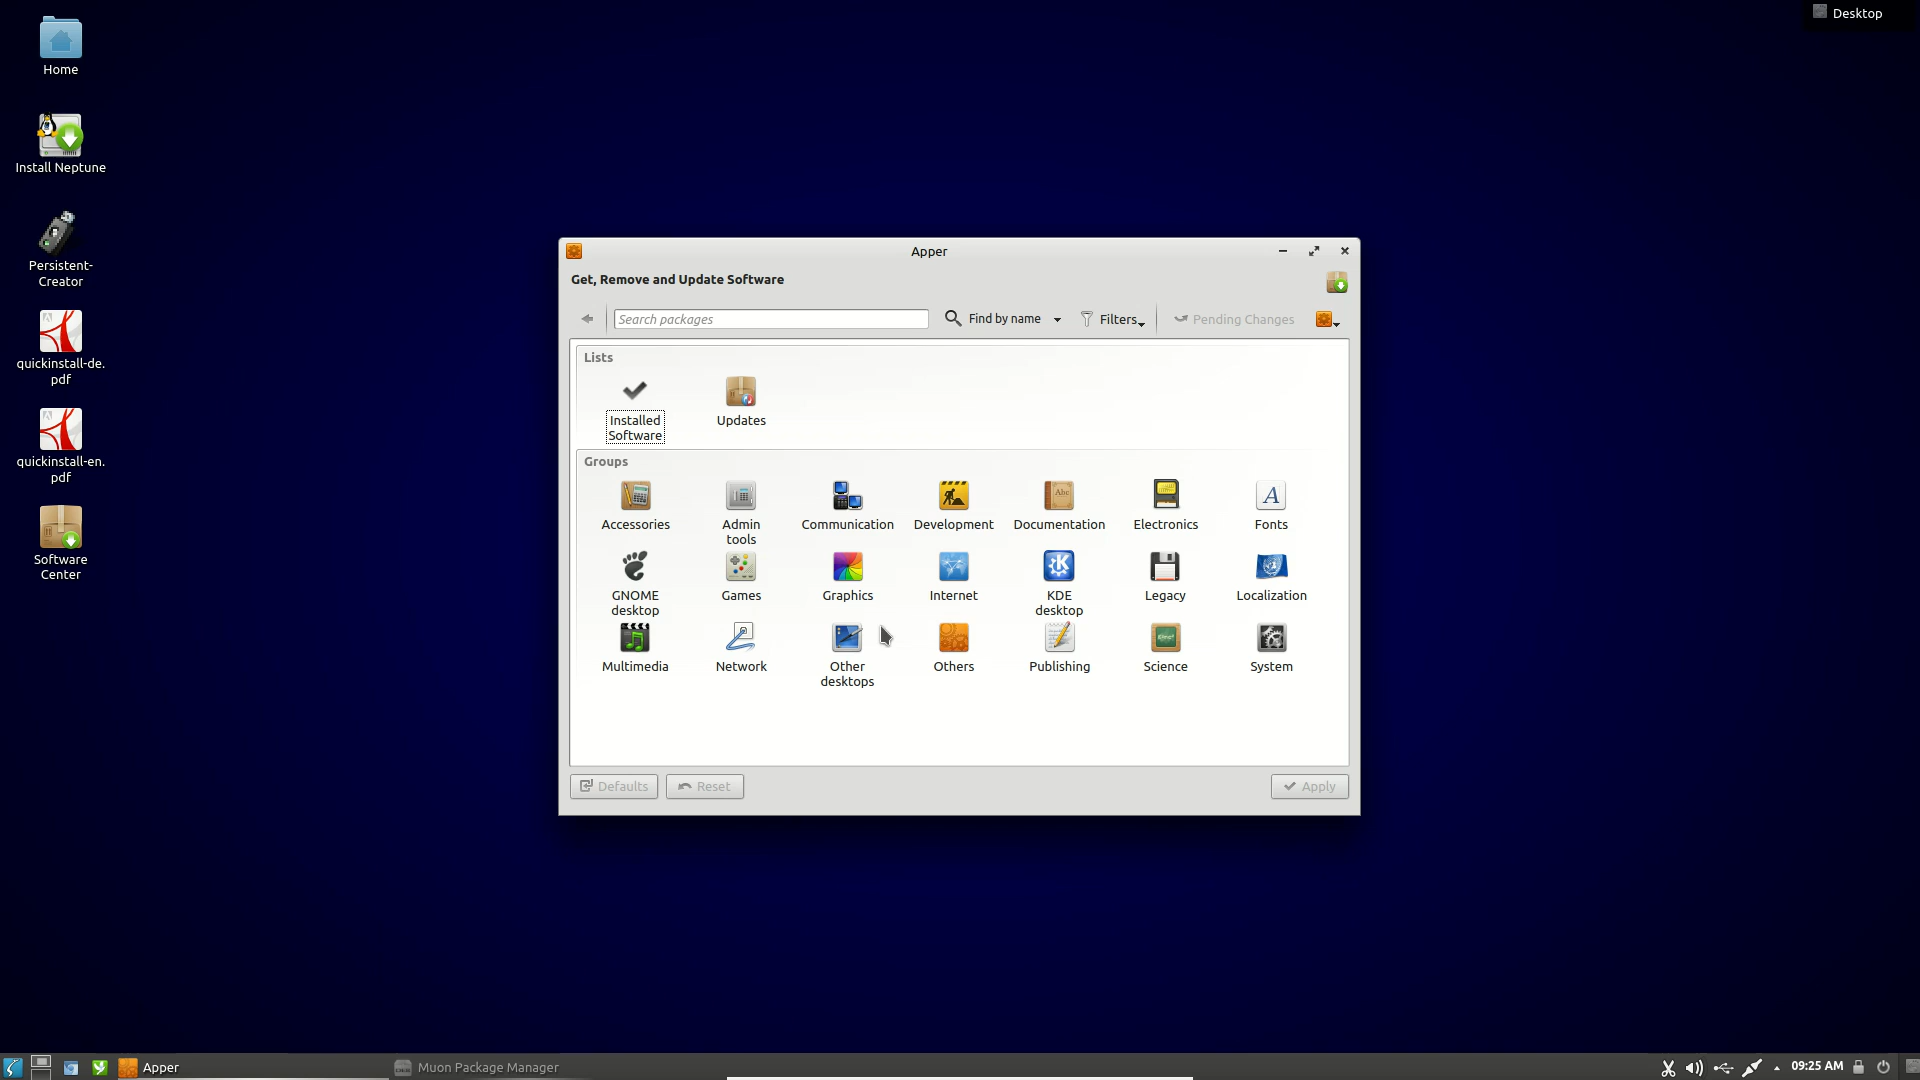 Desktop
Home
Install Neptune
Persistent-
Creator
quickinstall-de.
pdf
quickinstall-en.
pdf
Software
Center
Apper
Get, Remove and Update Software
Search packages
Find by name
Filters
Pending Changes
Lists
Installed
Software
Updates
Groups
Accessories
Admin
tools
Communication
Development
Documentation
Electronics
Fonts
GNOME
desktop
Games
Graphics
Internet
KDE
desktop
Legacy
Localization
Multimedia
Network
Other
desktops
Others
Publishing
Science
System
Defaults
Reset
Apply
Apper
Muon Package Manager
09:25 AM